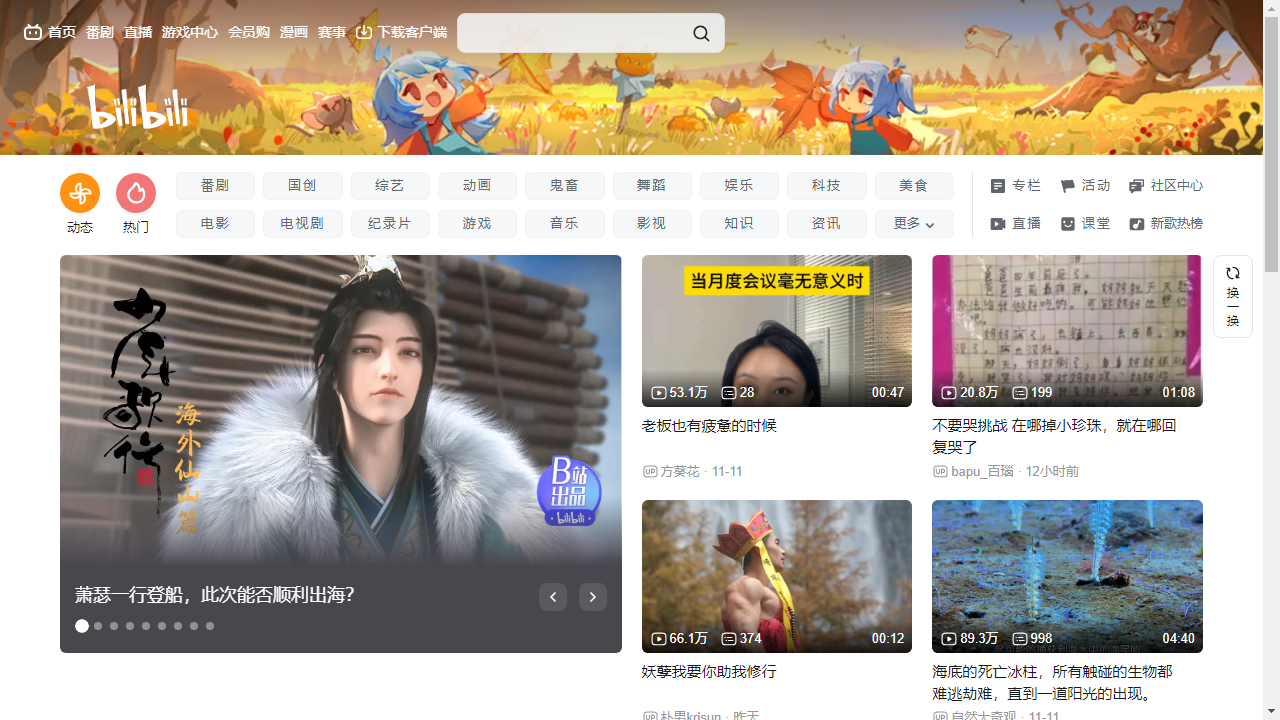 首页 番剧 直播 游戏中心 会员购 漫画 赛事 下载客户端
bilibili
动态 热门
番剧 国创 综艺 动画 鬼畜 舞蹈 娱乐 科技 美食
电影 电视剧 纪录片 游戏 音乐 影视 知识 资讯 更多
专栏 活动 社区中心
直播 课堂 新歌热榜
少年歌行
海外仙山篇
B站
出品
bilibili
萧瑟一行登船，此次能否顺利出海？
当月度会议毫无意义时
53.1万 28 00:47
老板也有疲惫的时候
UP 方葵花 · 11-11
20.8万 199 01:08
不要哭挑战 在哪掉小珍珠，就在哪回
复哭了
UP bapu_百瑙 · 12小时前
换
一
换
66.1万 374 00:12
妖孽我要你助我修行
UP 朴男krisun · 昨天
89.3万 998 04:40
海底的死亡冰柱，所有触碰的生物都
难逃劫难，直到一道阳光的出现。
UP 自然大奇观 · 11-11